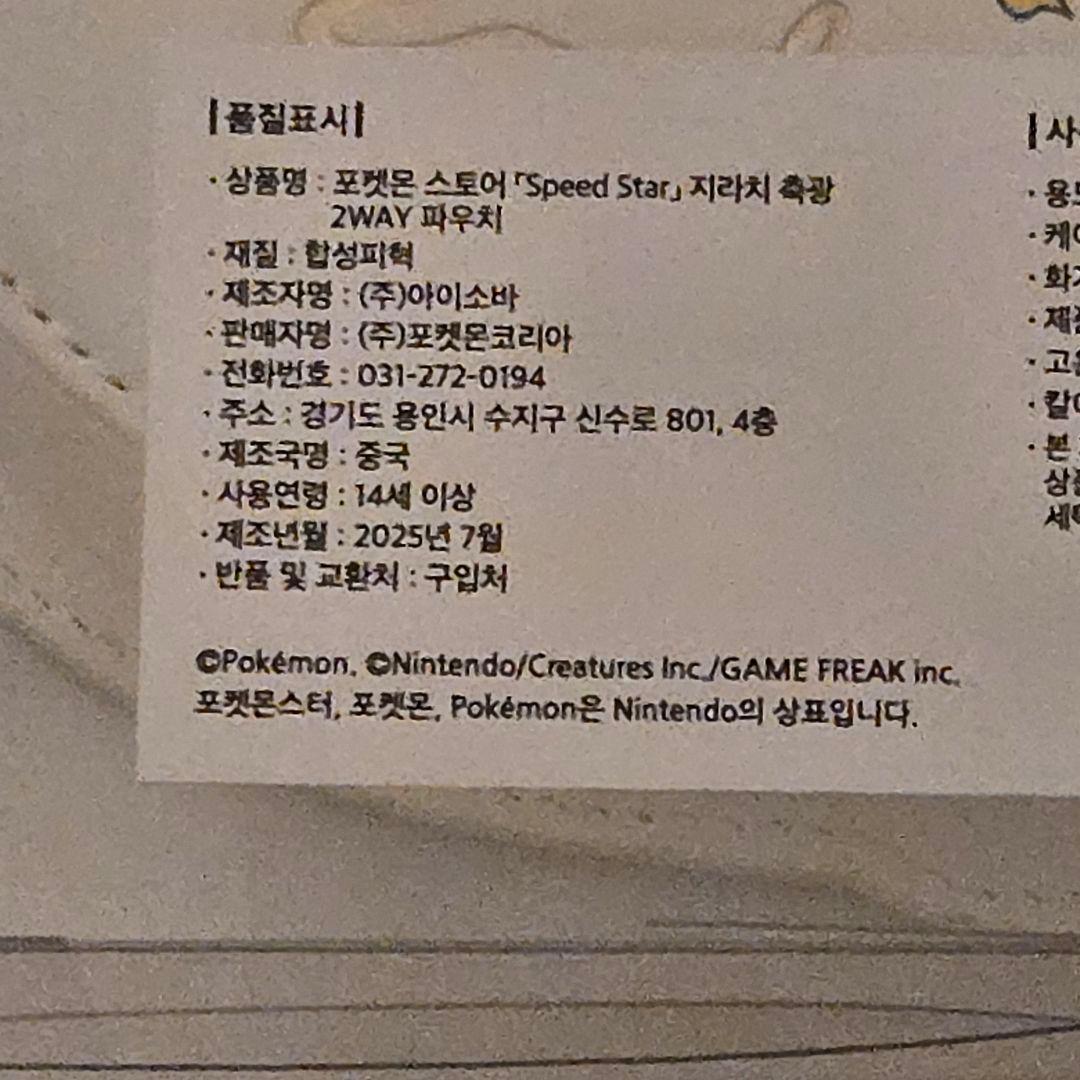 |품질표시|
· 상품명 : 포켓몬 스토어 「Speed Star」 지라치 축광
2WAY 파우치
· 재질 : 합성피혁
· 제조자명 : (주)아이소바
· 판매자명 : (주)포켓몬코리아
· 전화번호 : 031-272-0194
· 주소 : 경기도 용인시 수지구 신수로 801, 4층
· 제조국명 : 중국
· 사용연령 : 14세 이상
· 제조년월 : 2025년 7월
· 반품 및 교환처 : 구입처
©Pokémon. ©Nintendo/Creatures Inc./GAME FREAK inc.
포켓몬스터, 포켓몬, Pokémon은 Nintendo의 상표입니다.
|사
· 화
· 고
· 본